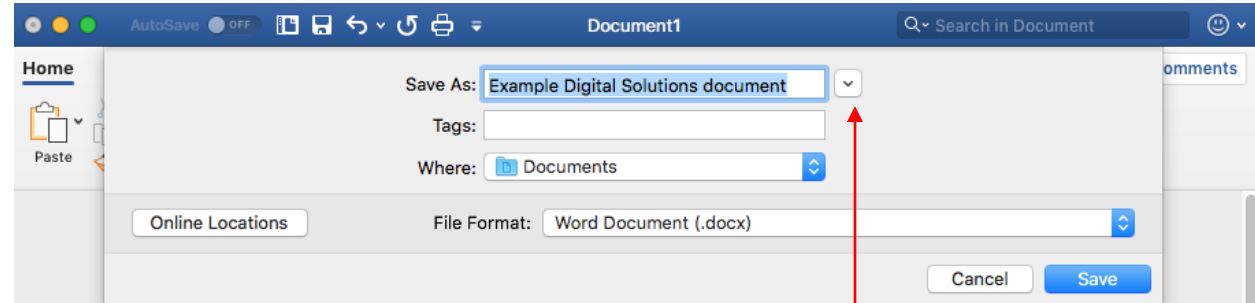 AutoSave OFF Document1 Search in Document
Home omments
Save As: Example Digital Solutions document
Tags:
Paste
Where: Documents
Online Locations File Format: Word Document (.docx)
Cancel Save